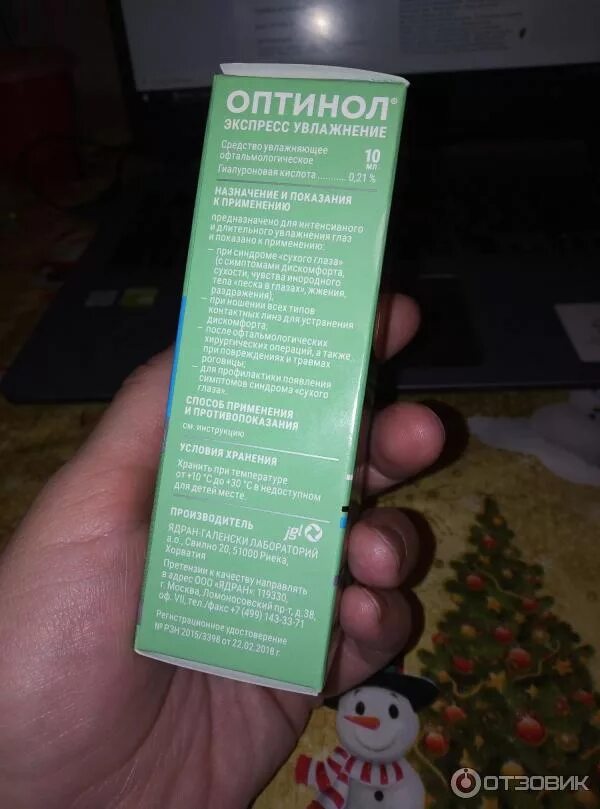 ОПТИНОЛ®
ЭКСПРЕСС УВЛАЖНЕНИЕ
Средство увлажняющее
офтальмологическое
10
мл
Гиалуроновая кислота .......... 0,21 %
НАЗНАЧЕНИЕ И ПОКАЗАНИЯ
К ПРИМЕНЕНИЮ
предназначено для интенсивного
и длительного увлажнения глаз
и показано к применению:
– при синдроме «сухого глаза»
(с симптомами дискомфорта,
сухости, чувства инородного
тела «песка в глазах», жжения,
раздражения);
– при ношении всех типов
контактных линз для устранения
дискомфорта;
– после офтальмологических
хирургических операций, а также
при повреждениях и травмах
роговицы;
– для профилактики появления
симптомов синдрома «сухого
глаза».
СПОСОБ ПРИМЕНЕНИЯ
И ПРОТИВОПОКАЗАНИЯ
см. инструкцию
УСЛОВИЯ ХРАНЕНИЯ
Хранить при температуре
от +10 °С до +30 °С в недоступном
для детей месте.
ПРОИЗВОДИТЕЛЬ
jgl
ЯДРАН-ГАЛЕНСКИ ЛАБОРАТОРИЙ
а.о., Свилно 20, 51000 Риека,
Хорватия
Претензии к качеству направлять
в адрес ООО «ЯДРАН» 119330,
г. Москва, Ломоносовский пр-т, д.38,
оф. VII, тел./факс +7 (499) 143-33-71
Регистрационное удостоверение
№ РЗН 2015/3398 от 22.02.2018 г.
ОТЗОВИК